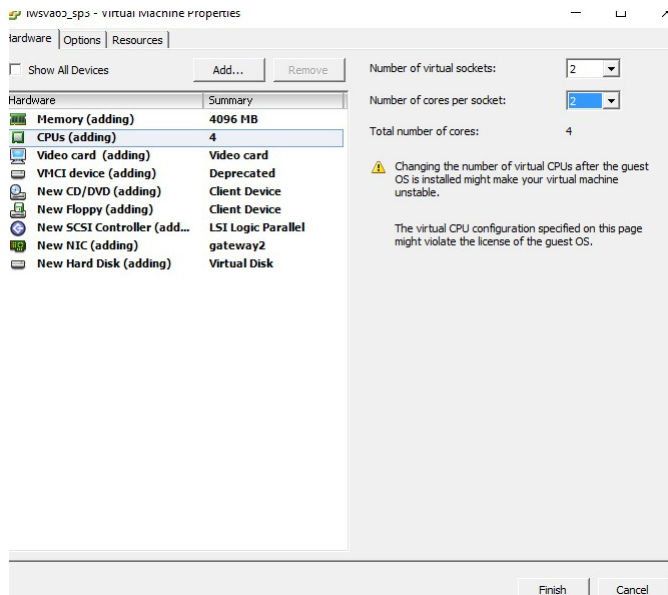 iwsva65_sp3 - Virtual Machine Properties
Hardware Options Resources
Show All Devices Add... Remove
Hardware Summary
Memory (adding) 4096 MB
CPUs (adding) 4
Video card (adding) Video card
VMCI device (adding) Deprecated
New CD/DVD (adding) Client Device
New Floppy (adding) Client Device
New SCSI Controller (add... LSI Logic Parallel
New NIC (adding) gateway2
New Hard Disk (adding) Virtual Disk
Number of virtual sockets: 2
Number of cores per socket: 2
Total number of cores: 4
Changing the number of virtual CPUs after the guest
OS is installed might make your virtual machine
unstable.
The virtual CPU configuration specified on this page
might violate the license of the guest OS.
Finish Cancel